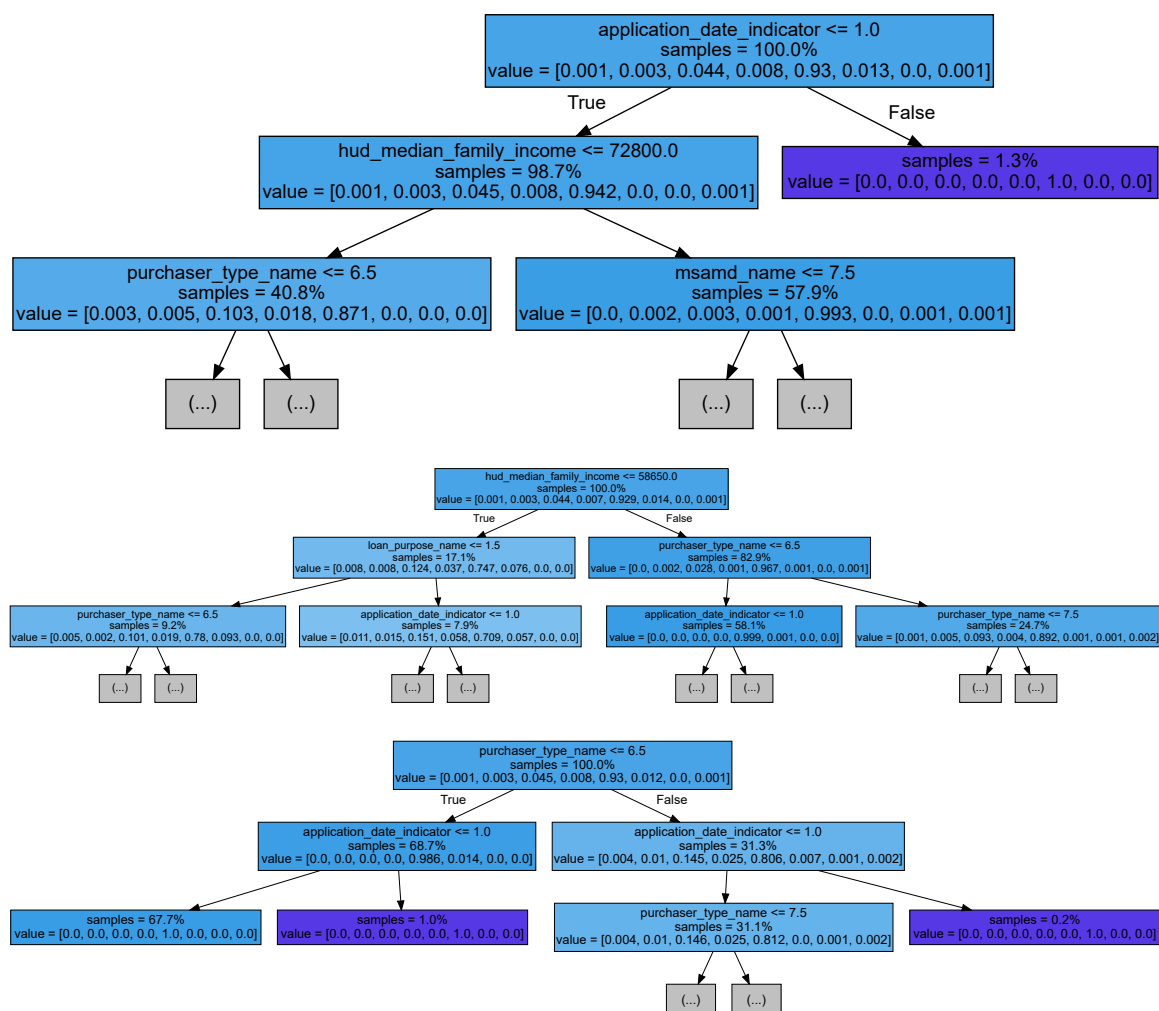 application_date_indicator <= 1.0
samples = 100.0%
value = [0.001, 0.003, 0.044, 0.008, 0.93, 0.013, 0.0, 0.001]
True
False
hud_median_family_income <= 72800.0
samples = 98.7%
value = [0.001, 0.003, 0.045, 0.008, 0.942, 0.0, 0.0, 0.001]
samples = 1.3%
value = [0.0, 0.0, 0.0, 0.0, 0.0, 1.0, 0.0, 0.0]
purchaser_type_name <= 6.5
samples = 40.8%
value = [0.003, 0.005, 0.103, 0.018, 0.871, 0.0, 0.0, 0.0]
msamd_name <= 7.5
samples = 57.9%
value = [0.0, 0.002, 0.003, 0.001, 0.993, 0.0, 0.001, 0.001]
(...)
(...)
(...)
(...)
hud_median_family_income <= 58650.0
samples = 100.0%
value = [0.001, 0.003, 0.044, 0.007, 0.929, 0.014, 0.0, 0.001]
True
False
loan_purpose_name <= 1.5
samples = 17.1%
value = [0.008, 0.008, 0.124, 0.037, 0.747, 0.076, 0.0, 0.0]
purchaser_type_name <= 6.5
samples = 82.9%
value = [0.0, 0.002, 0.028, 0.001, 0.967, 0.001, 0.0, 0.001]
purchaser_type_name <= 6.5
samples = 9.2%
value = [0.005, 0.002, 0.101, 0.019, 0.78, 0.093, 0.0, 0.0]
application_date_indicator <= 1.0
samples = 7.9%
value = [0.011, 0.015, 0.151, 0.058, 0.709, 0.057, 0.0, 0.0]
application_date_indicator <= 1.0
samples = 58.1%
value = [0.0, 0.0, 0.0, 0.0, 0.999, 0.001, 0.0, 0.0]
purchaser_type_name <= 7.5
samples = 24.7%
value = [0.001, 0.005, 0.093, 0.004, 0.892, 0.001, 0.001, 0.002]
(...)
(...)
(...)
(...)
(...)
(...)
(...)
(...)
purchaser_type_name <= 6.5
samples = 100.0%
value = [0.001, 0.003, 0.045, 0.008, 0.93, 0.012, 0.0, 0.001]
True
False
application_date_indicator <= 1.0
samples = 68.7%
value = [0.0, 0.0, 0.0, 0.0, 0.986, 0.014, 0.0, 0.0]
application_date_indicator <= 1.0
samples = 31.3%
value = [0.004, 0.01, 0.145, 0.025, 0.806, 0.007, 0.001, 0.002]
samples = 67.7%
value = [0.0, 0.0, 0.0, 0.0, 1.0, 0.0, 0.0, 0.0]
samples = 1.0%
value = [0.0, 0.0, 0.0, 0.0, 0.0, 1.0, 0.0, 0.0]
purchaser_type_name <= 7.5
samples = 31.1%
value = [0.004, 0.01, 0.146, 0.025, 0.812, 0.0, 0.001, 0.002]
samples = 0.2%
value = [0.0, 0.0, 0.0, 0.0, 0.0, 1.0, 0.0, 0.0]
(...)
(...)